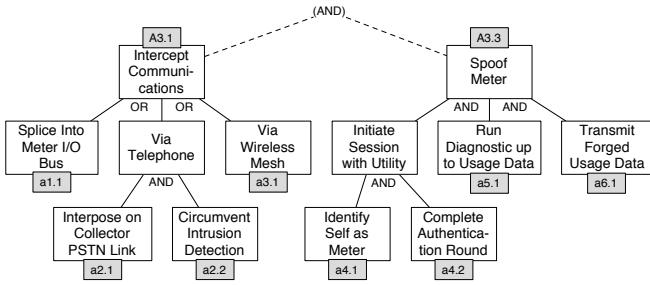 (AND)
A3.1
Intercept
Communi-
cations
A3.3
Spoof
Meter
OR
OR
AND
AND
Splice Into
Meter I/O
Bus
a1.1
Via
Telephone
Via
Wireless
Mesh
a3.1
Initiate
Session
with Utility
Run
Diagnostic up
to Usage Data
a5.1
Transmit
Forged
Usage Data
a6.1
AND
AND
Interpose on
Collector
PSTN Link
a2.1
Circumvent
Intrusion
Detection
a2.2
Identify
Self as
Meter
a4.1
Complete
Authentica-
tion Round
a4.2